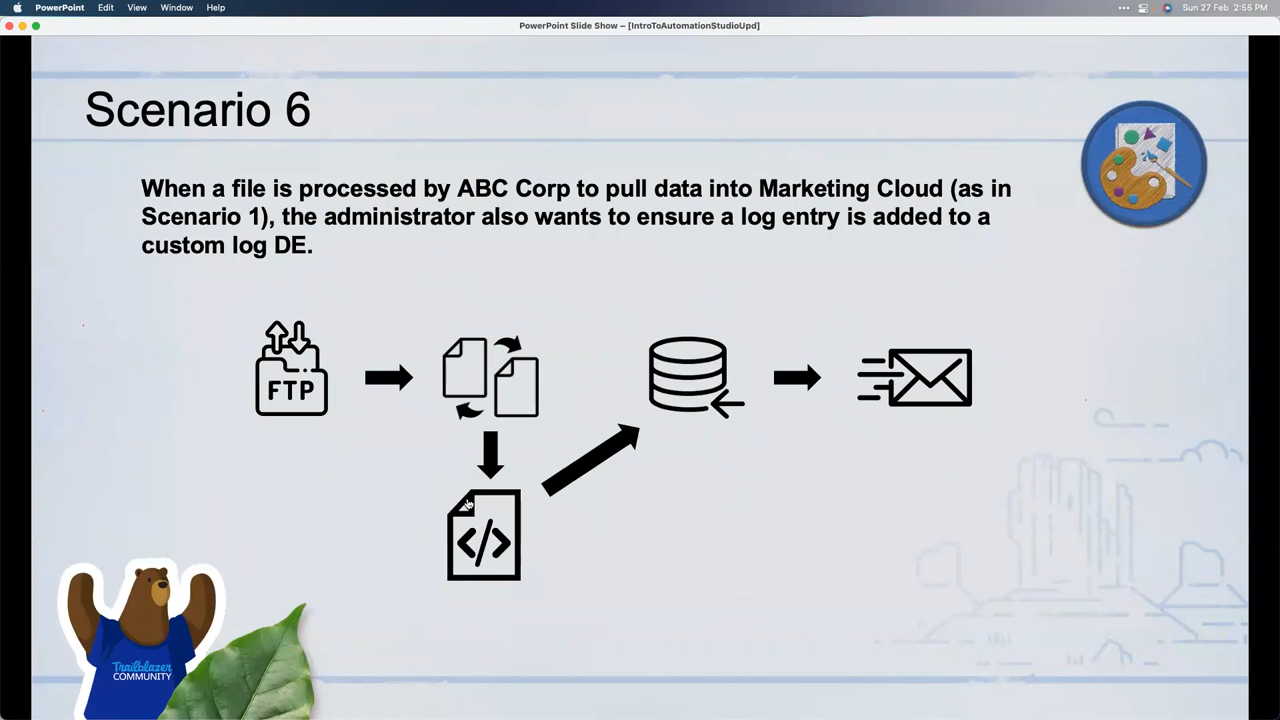 PowerPoint Edit View Window Help
Sun 27 Feb 2:55 PM
PowerPoint Slide Show – [IntroToAutomationStudioUpd]
Scenario 6
When a file is processed by ABC Corp to pull data into Marketing Cloud (as in
Scenario 1), the administrator also wants to ensure a log entry is added to a
custom log DE.
FTP
</>
Trailblazer
COMMUNITY